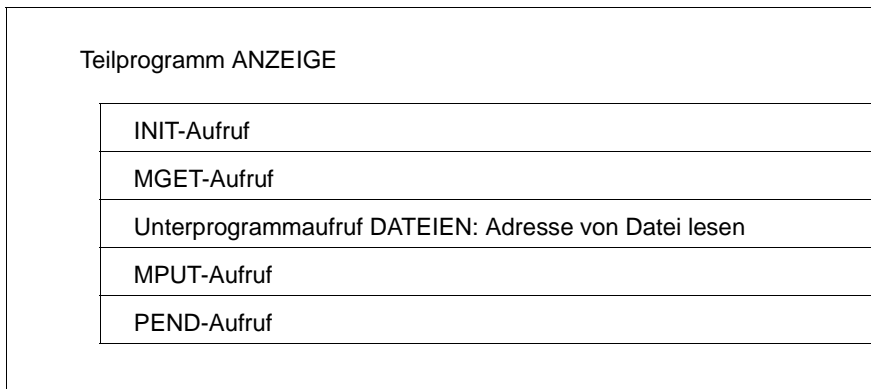 Teilprogramm ANZEIGE
INIT-Aufruf
MGET-Aufruf
Unterprogrammaufruf DATEIEN: Adresse von Datei lesen
MPUT-Aufruf
PEND-Aufruf